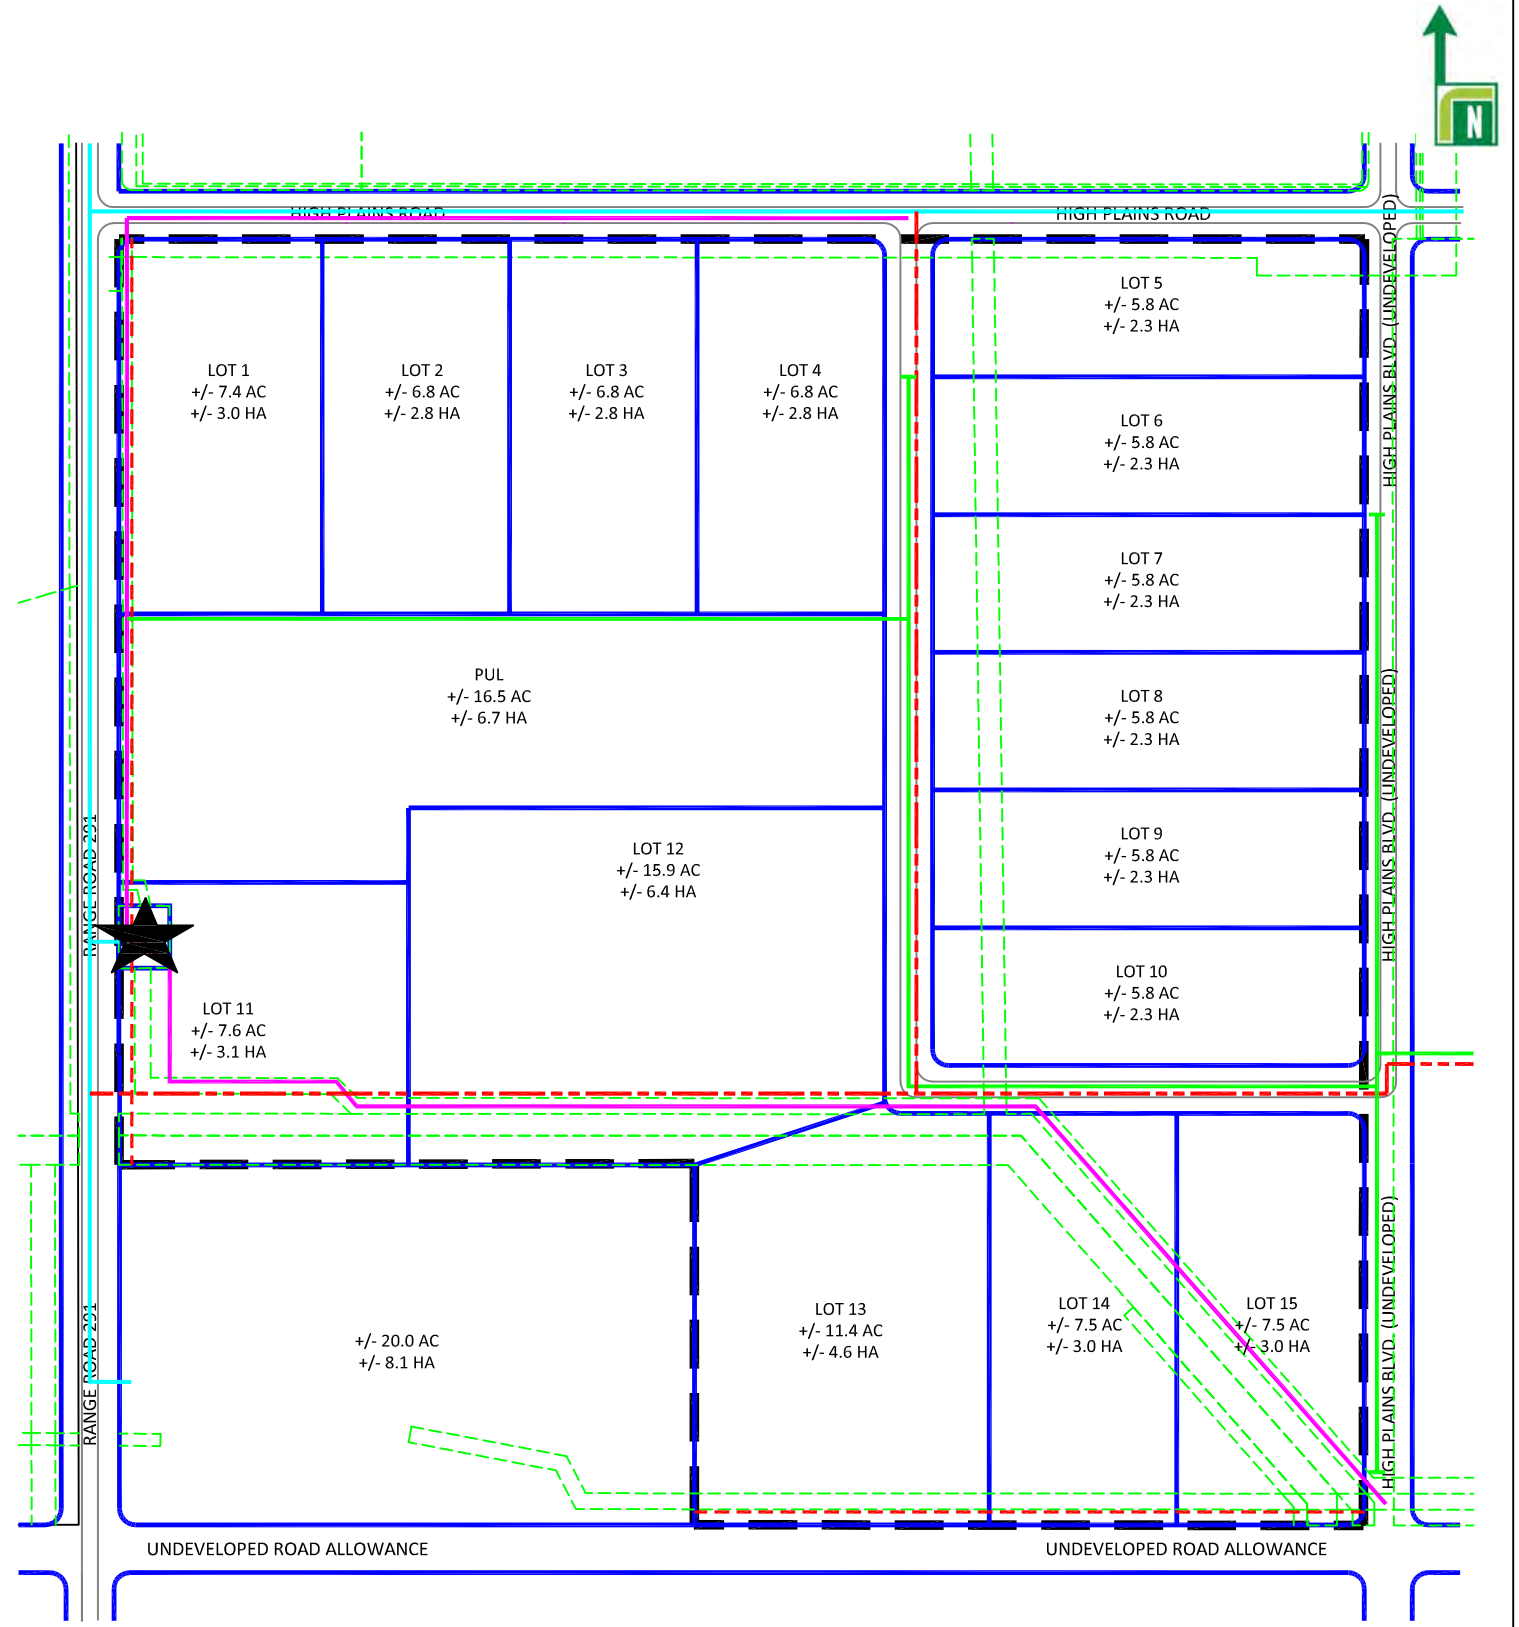 N
HIGH PLAINS ROAD
HIGH PLAINS ROAD
LOT 1
+/- 7.4 AC
+/- 3.0 HA
LOT 2
+/- 6.8 AC
+/- 2.8 HA
LOT 3
+/- 6.8 AC
+/- 2.8 HA
LOT 4
+/- 6.8 AC
+/- 2.8 HA
LOT 5
+/- 5.8 AC
+/- 2.3 HA
LOT 6
+/- 5.8 AC
+/- 2.3 HA
LOT 7
+/- 5.8 AC
+/- 2.3 HA
LOT 8
+/- 5.8 AC
+/- 2.3 HA
LOT 9
+/- 5.8 AC
+/- 2.3 HA
LOT 10
+/- 5.8 AC
+/- 2.3 HA
HIGH PLAINS BLVD. (UNDEVELOPED)
HIGH PLAINS BLVD. (UNDEVELOPED)
HIGH PLAINS BLVD. (UNDEVELOPED)
PUL
+/- 16.5 AC
+/- 6.7 HA
LOT 12
+/- 15.9 AC
+/- 6.4 HA
RANGE ROAD 291
LOT 11
+/- 7.6 AC
+/- 3.1 HA
+/- 20.0 AC
+/- 8.1 HA
RANGE ROAD 291
LOT 13
+/- 11.4 AC
+/- 4.6 HA
LOT 14
+/- 7.5 AC
+/- 3.0 HA
LOT 15
+/- 7.5 AC
+/- 3.0 HA
UNDEVELOPED ROAD ALLOWANCE
UNDEVELOPED ROAD ALLOWANCE